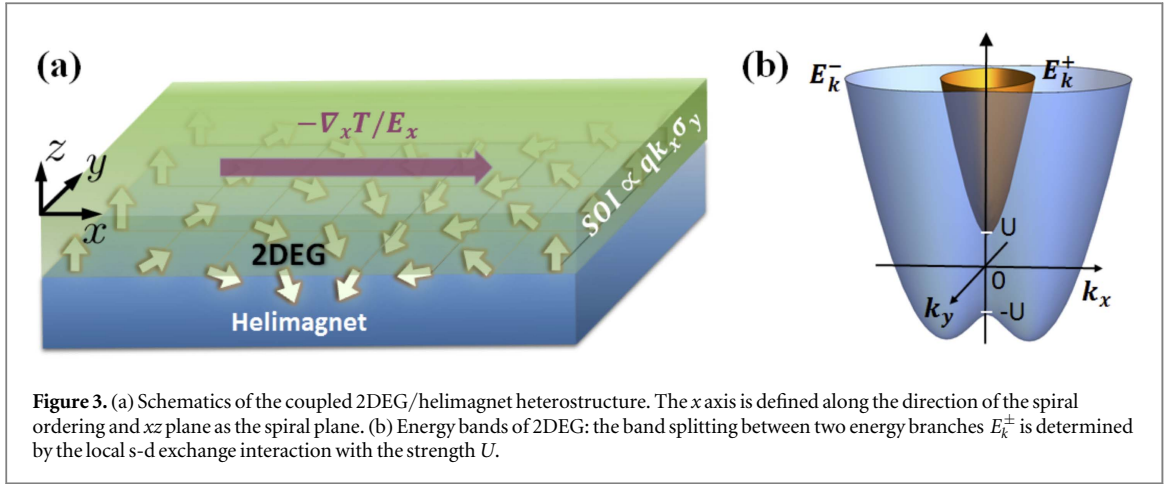 (a)
−∇ₓT/Eₓ
z
y
x
2DEG
Helimagnet
SOI ∝ qkₓσ_y
(b)
E_k^−
E_k^+
U
0
-U
k_y
k_x
Figure 3. (a) Schematics of the coupled 2DEG/helimagnet heterostructure. The x axis is defined along the direction of the spiral
ordering and xz plane as the spiral plane. (b) Energy bands of 2DEG: the band splitting between two energy branches E_k^± is determined
by the local s-d exchange interaction with the strength U.